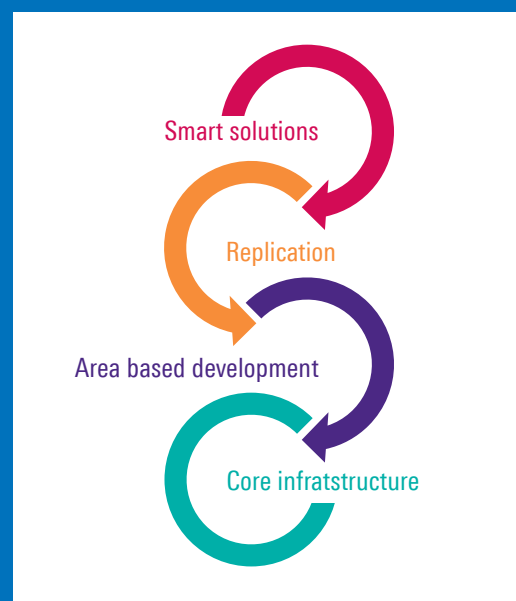 Smart solutions
Replication
Area based development
Core infratstructure